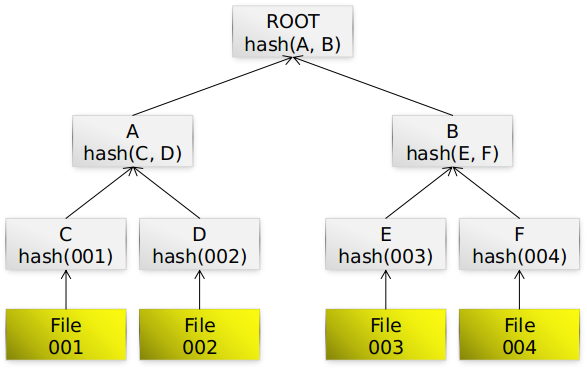 ROOT
hash(A, B)
A
hash(C, D)
B
hash(E, F)
C
hash(001)
D
hash(002)
E
hash(003)
F
hash(004)
File
001
File
002
File
003
File
004